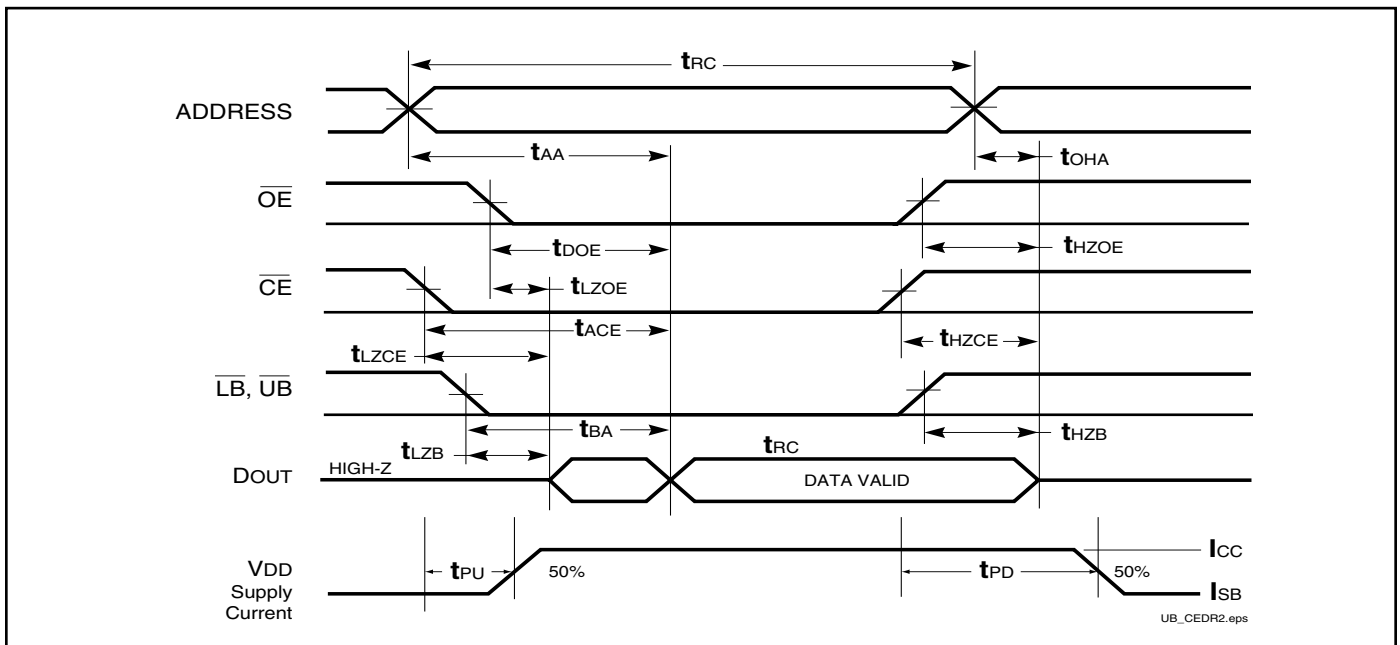 tRC
ADDRESS
tAA
tOHA
OE
tDOE
tHZOE
CE
tLZOE
tACE
tHZCE
tLZCE
LB, UB
tBA
tHZB
tLZB
tRC
DOUT
HIGH-Z
DATA VALID
ICC
tPU
50%
tPD
50%
VDD
Supply
Current
ISB
UB_CEDR2.eps